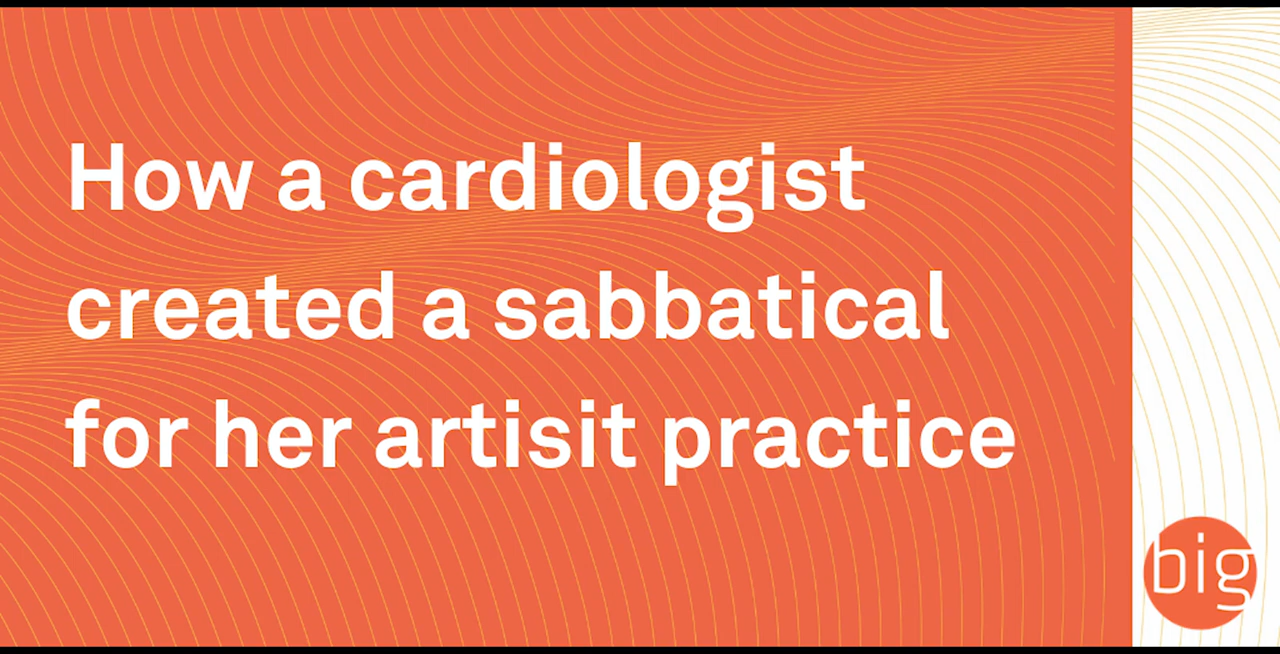 How a cardiologist
created a sabbatical
for her artisit practice
big